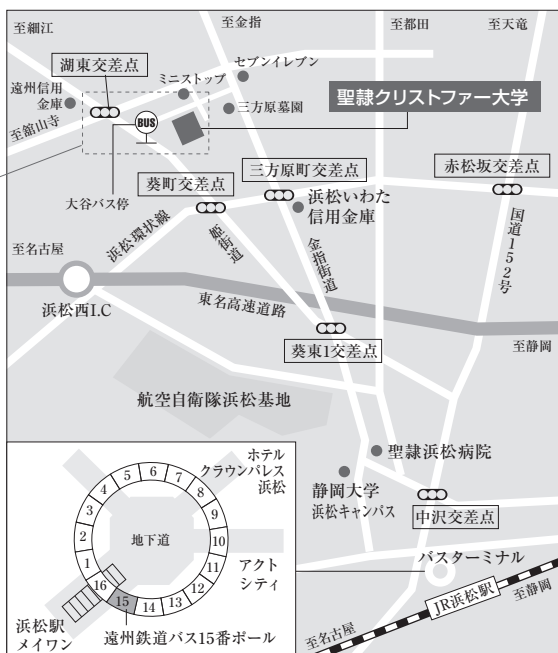 至細江
至金指
至都田
至天竜
湖東交差点
セブンイレブン
ミニストップ
遠州信用
金庫
BUS
三方原墓園
聖隷クリストファー大学
至舘山寺
大谷バス停
葵町交差点
三方原町交差点
赤松坂交差点
浜松いわた
信用金庫
浜松環状線
姫街道
金指街道
国道152号
至名古屋
浜松西I.C
東名高速道路
葵東1交差点
至静岡
航空自衛隊浜松基地
聖隷浜松病院
静岡大学
浜松キャンパス
中沢交差点
バスターミナル
JR浜松駅
至静岡
至名古屋
ホテル
クラウンパレス
浜松
地下道
アクト
シティ
1
2
3
4
5
6
7
8
9
10
11
12
13
14
15
16
浜松駅
メイワン
遠州鉄道バス15番ポール